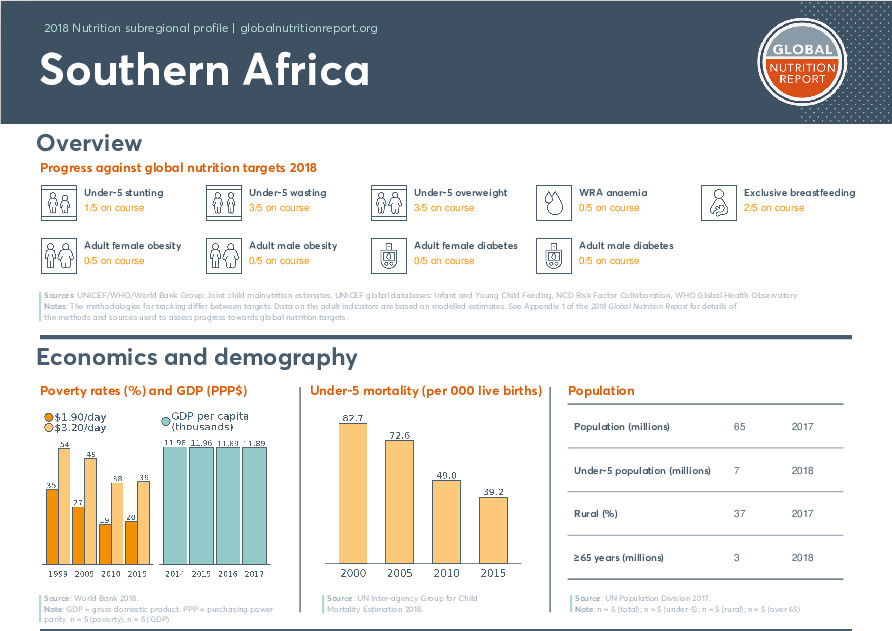 2018 Nutrition subregional profile | globalnutritionreport.org
Southern Africa
GLOBAL
NUTRITION
REPORT
Overview
Progress against global nutrition targets 2018
Under-5 stunting
1/5 on course
Under-5 wasting
3/5 on course
Under-5 overweight
3/5 on course
WRA anaemia
0/5 on course
Exclusive breastfeeding
2/5 on course
Adult female obesity
0/5 on course
Adult male obesity
0/5 on course
Adult female diabetes
0/5 on course
Adult male diabetes
0/5 on course
Sources: UNICEF/WHO/World Bank Group: Joint child malnutrition estimates, UNICEF global databases: Infant and Young Child Feeding, NCD Risk Factor Collaboration, WHO Global Health Observatory.
Notes: The methodologies for tracking differ between targets. Data on the adult indicators are based on modelled estimates. See Appendix 1 of the 2018 Global Nutrition Report for details of
the methods and sources used to assess progress towards global nutrition targets.
Economics and demography
Poverty rates (%) and GDP (PPP$)
$1.90/day
$3.20/day
GDP per capita
(thousands)
35 54 27 49 38 20 39
11.98 11.96 11.89
1999 2005 2010 2015
2014 2015 2016 2017
Source: World Bank 2018.
Note: GDP = gross domestic product. PPP = purchasing power
parity. n = 5 (poverty); n = 5 (GDP).
Under-5 mortality (per 000 live births)
82.7
72.6
49.0
39.2
2000 2005 2010 2015
Source: UN Inter-agency Group for Child
Mortality Estimation 2018.
Population
Population (millions) 65 2017
Under-5 population (millions) 7 2018
Rural (%) 37 2017
≥65 years (millions) 3 2018
Source: UN Population Division 2017.
Note: n = 5 (total); n = 5 (under-5); n = 5 (rural); n = 5 (over 65)